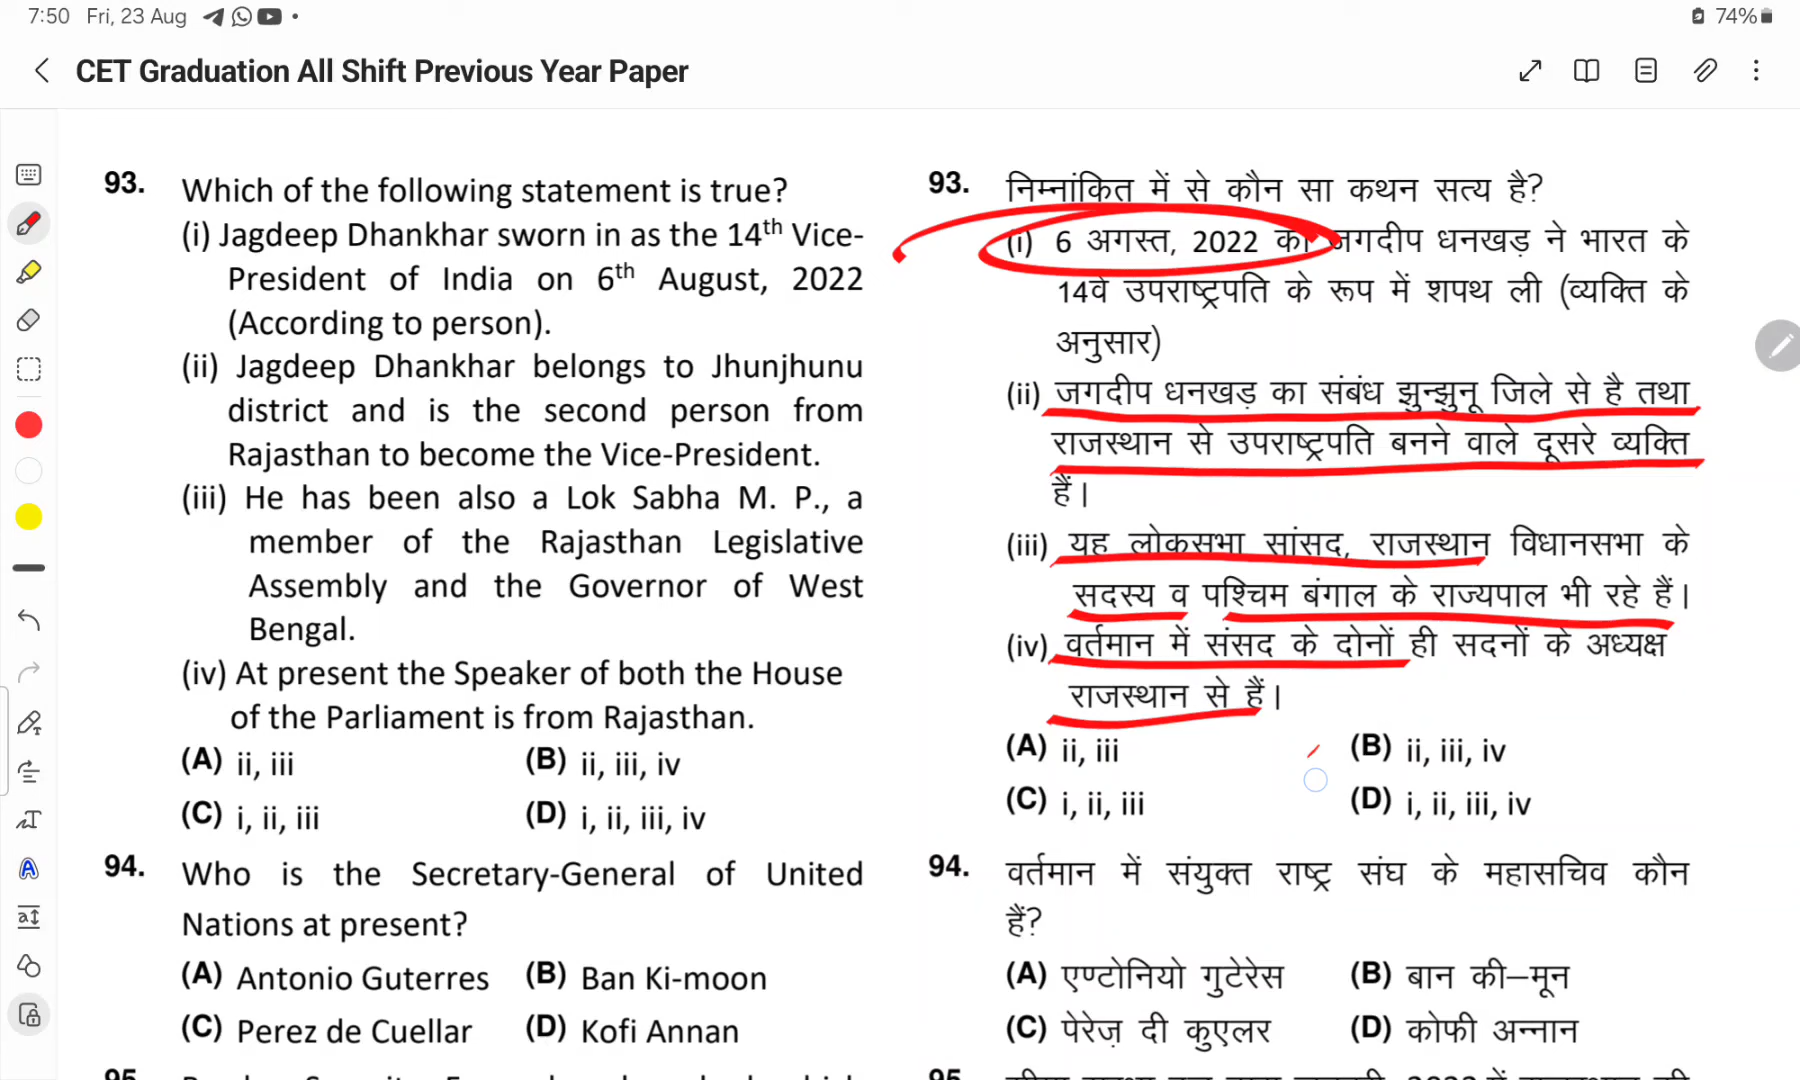 7:50 Fri, 23 Aug
74%
CET Graduation All Shift Previous Year Paper
93. Which of the following statement is true?
(i) Jagdeep Dhankhar sworn in as the 14th Vice-
President of India on 6th August, 2022
(According to person).
(ii) Jagdeep Dhankhar belongs to Jhunjhunu
district and is the second person from
Rajasthan to become the Vice-President.
(iii) He has been also a Lok Sabha M. P., a
member of the Rajasthan Legislative
Assembly and the Governor of West
Bengal.
(iv) At present the Speaker of both the House
of the Parliament is from Rajasthan.
(A) ii, iii (B) ii, iii, iv
(C) i, ii, iii (D) i, ii, iii, iv
94. Who is the Secretary-General of United
Nations at present?
(A) Antonio Guterres (B) Ban Ki-moon
(C) Perez de Cuellar (D) Kofi Annan
95.
93. निम्नांकित में से कौन सा कथन सत्य है?
(i) 6 अगस्त, 2022 को जगदीप धनखड़ ने भारत के
14वे उपराष्ट्रपति के रूप में शपथ ली (व्यक्ति के
अनुसार)
(ii) जगदीप धनखड़ का संबंध झुन्झुनू जिले से है तथा
राजस्थान से उपराष्ट्रपति बनने वाले दूसरे व्यक्ति
हैं।
(iii) यह लोकसभा सांसद, राजस्थान विधानसभा के
सदस्य व पश्चिम बंगाल के राज्यपाल भी रहे हैं।
(iv) वर्तमान में संसद के दोनों ही सदनों के अध्यक्ष
राजस्थान से हैं।
(A) ii, iii (B) ii, iii, iv
(C) i, ii, iii (D) i, ii, iii, iv
94. वर्तमान में संयुक्त राष्ट्र संघ के महासचिव कौन
हैं?
(A) एण्टोनियो गुटेरेस (B) बान की–मून
(C) पेरेज़ दी कुएलर (D) कोफी अन्नान
95.